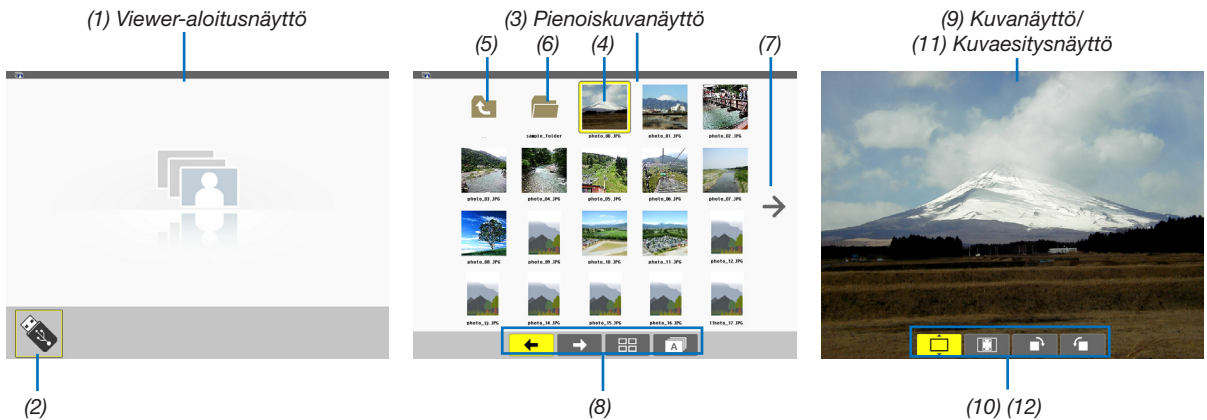 (1) Viewer-aloitusnäyttö
(3) Pienoiskuvanäyttö
(9) Kuvanäyttö/
(11) Kuvaesitysnäyttö
(5) (6) (4) (7)
sample_folder photo_00.JPG photo_01.JPG photo_02.JPG
photo_03.JPG photo_04.JPG photo_05.JPG photo_06.JPG photo_07.JPG
photo_08.JPG photo_09.JPG photo_10.JPG photo_11.JPG photo_12.JPG
photo_13.JPG photo_14.JPG photo_15.JPG photo_16.JPG
A
(2) (8) (10) (12)